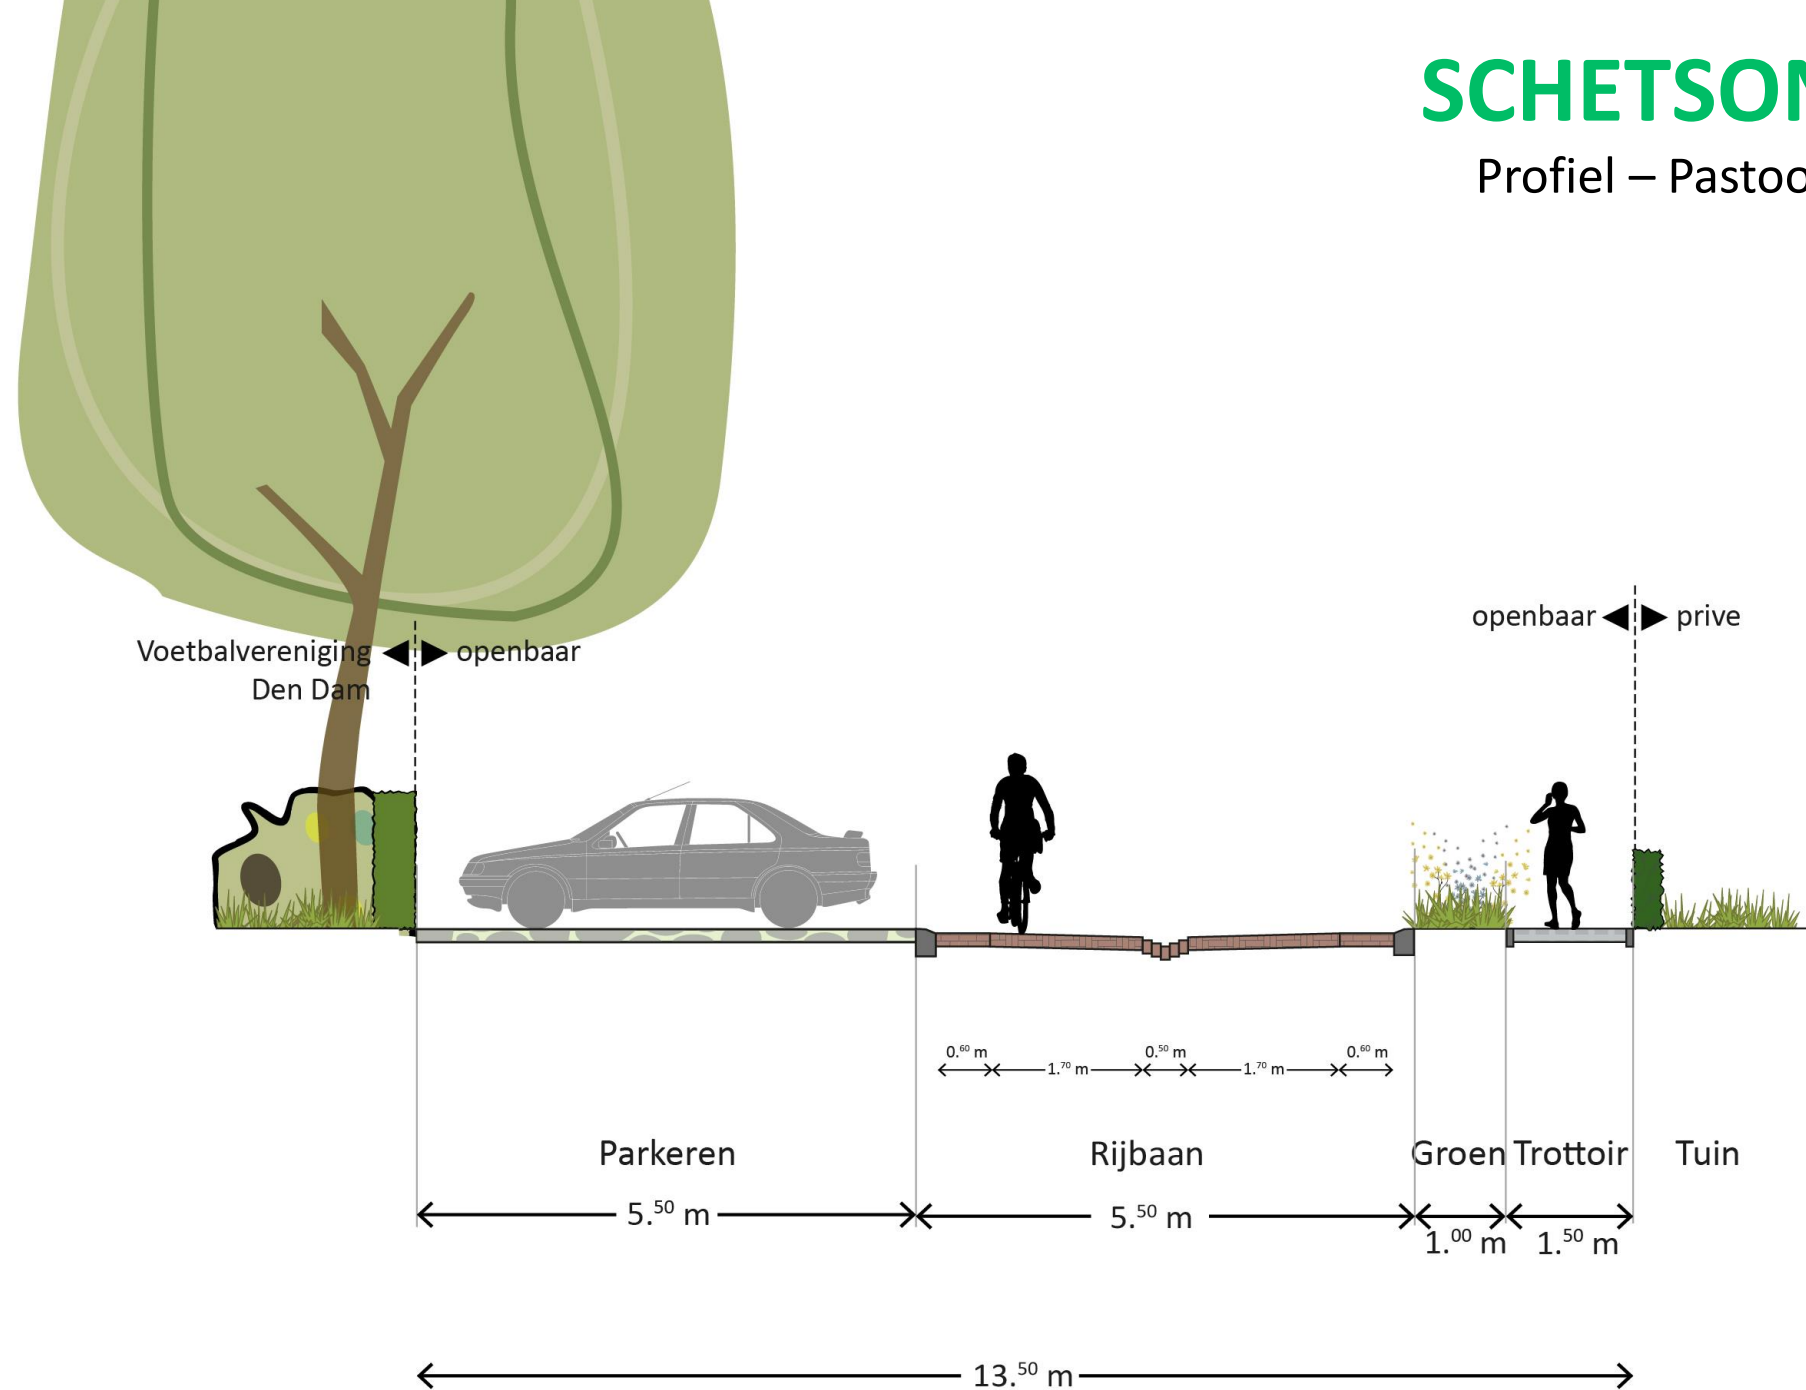 SCHETSON
Profiel – Pastoo
openbaar prive
Voetbalvereniging openbaar
Den Dam
0.60 m 1.70 m 0.50 m 1.70 m 0.60 m
Parkeren Rijbaan Groen Trottoir Tuin
5.50 m 5.50 m 1.00 m 1.50 m
13.50 m